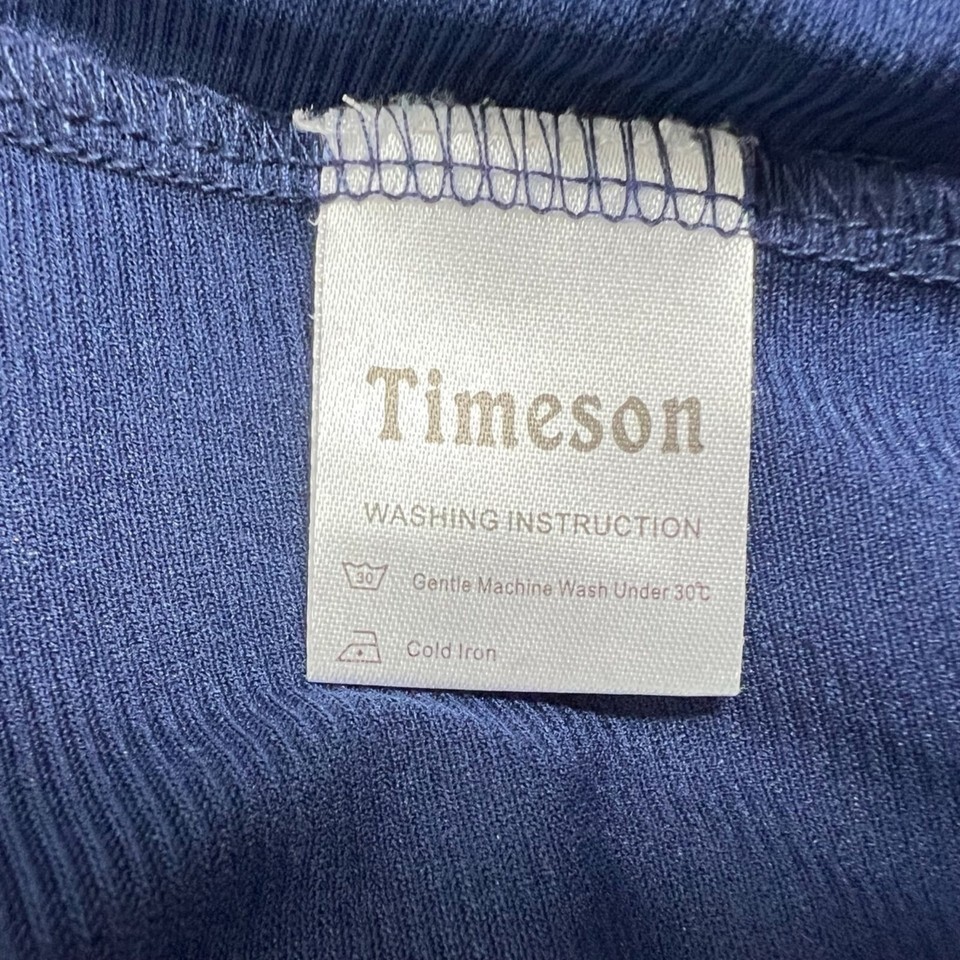 Timeson
WASHING INSTRUCTION
30 Gentle Machine Wash Under 30℃
Cold Iron